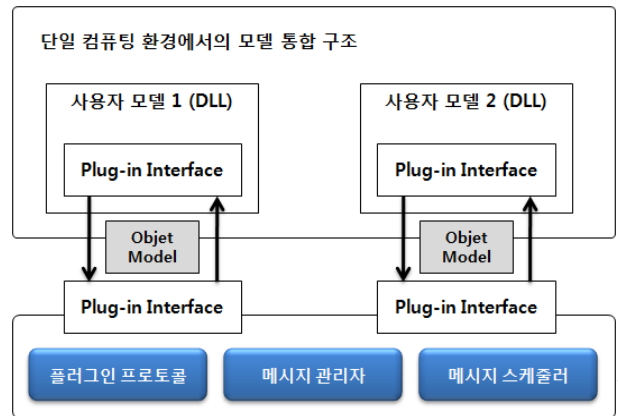 단일 컴퓨팅 환경에서의 모델 통합 구조
사용자 모델 1 (DLL)
사용자 모델 2 (DLL)
Plug-in Interface
Plug-in Interface
Objet
Model
Objet
Model
Plug-in Interface
Plug-in Interface
플러그인 프로토콜
메시지 관리자
메시지 스케줄러